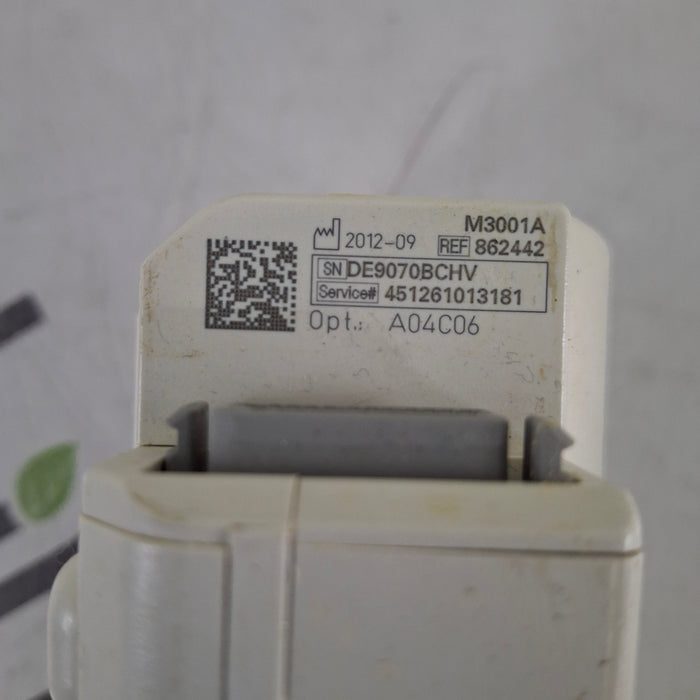 M3001A
2012-09 REF 862442
SN DE9070BCHV
Service# 451261013181
Opt.: A04C06